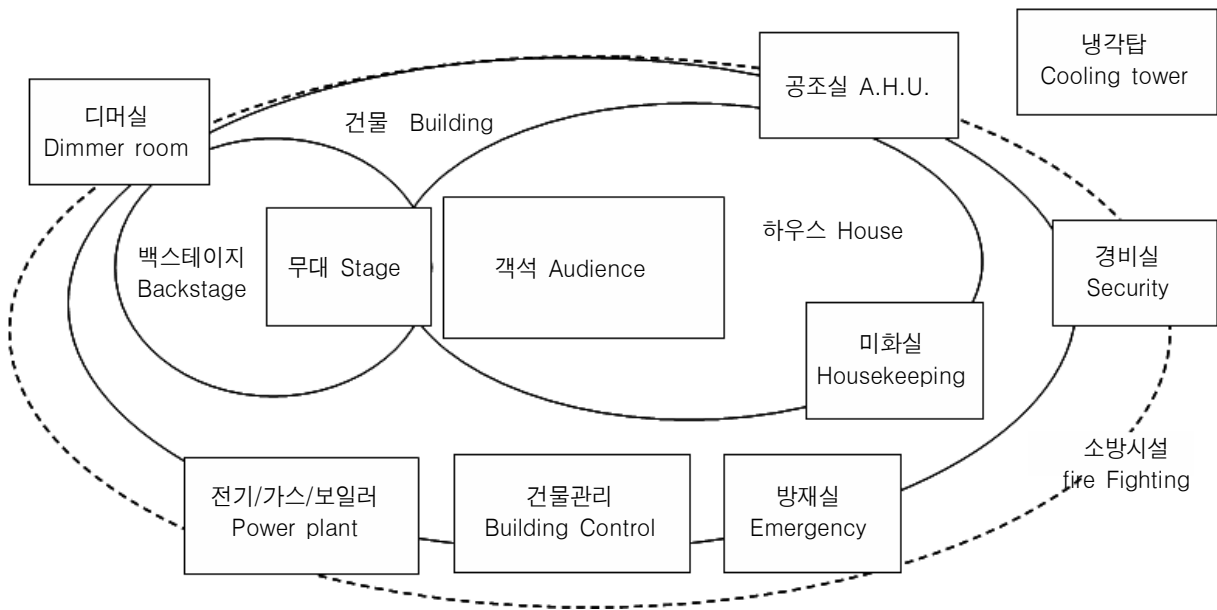 냉각탑
Cooling tower
공조실 A.H.U.
디머실
Dimmer room
건물 Building
백스테이지
Backstage
무대 Stage
객석 Audience
하우스 House
경비실
Security
미화실
Housekeeping
소방시설
fire Fighting
전기/가스/보일러
Power plant
건물관리
Building Control
방재실
Emergency